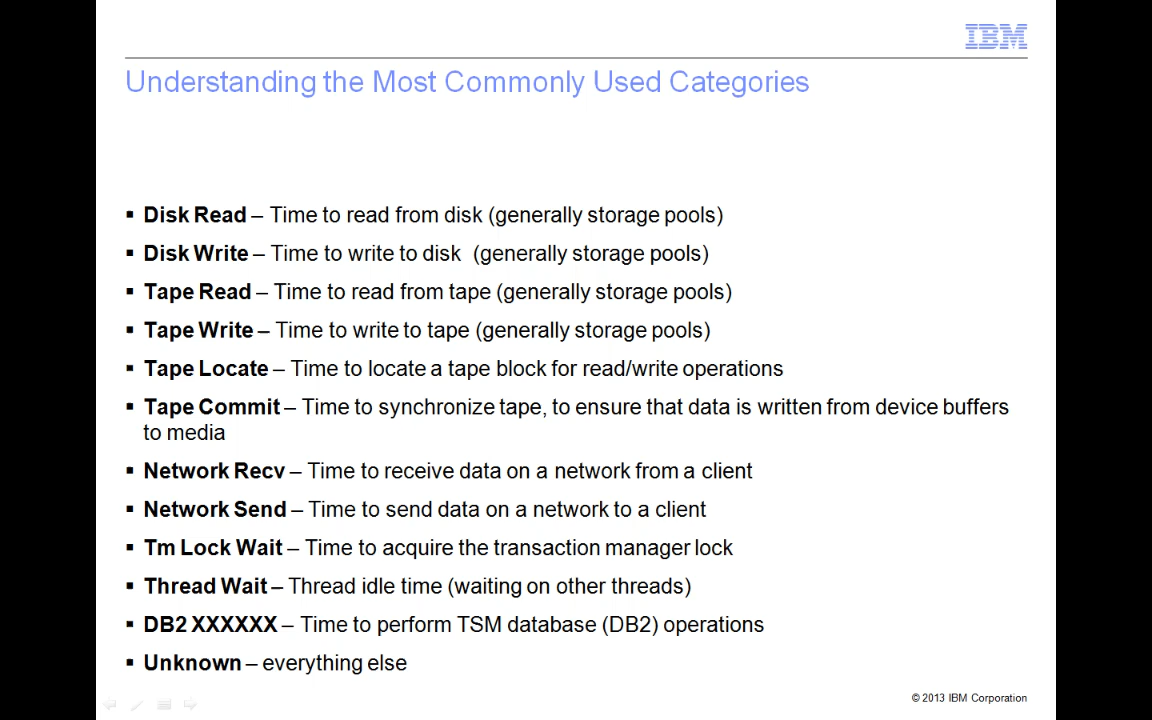 IBM
Understanding the Most Commonly Used Categories
▪ Disk Read – Time to read from disk (generally storage pools)
▪ Disk Write – Time to write to disk  (generally storage pools)
▪ Tape Read – Time to read from tape (generally storage pools)
▪ Tape Write – Time to write to tape (generally storage pools)
▪ Tape Locate – Time to locate a tape block for read/write operations
▪ Tape Commit – Time to synchronize tape, to ensure that data is written from device buffers
to media
▪ Network Recv – Time to receive data on a network from a client
▪ Network Send – Time to send data on a network to a client
▪ Tm Lock Wait – Time to acquire the transaction manager lock
▪ Thread Wait – Thread idle time (waiting on other threads)
▪ DB2 XXXXXX – Time to perform TSM database (DB2) operations
▪ Unknown – everything else
© 2013 IBM Corporation